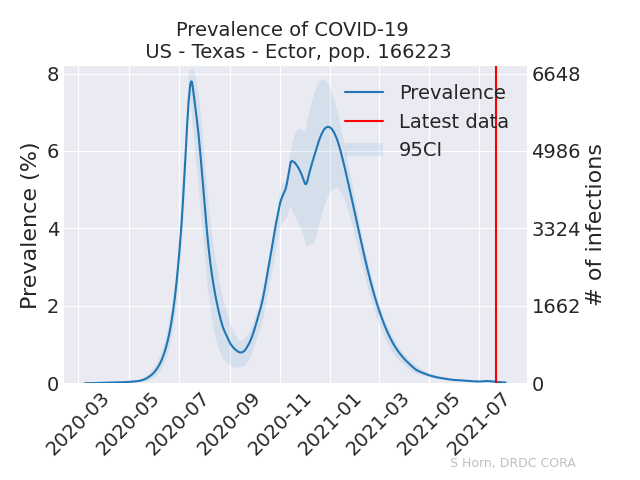 Prevalence of COVID-19
US - Texas - Ector, pop. 166223
Prevalence (%)
8
6
4
2
0
Prevalence
Latest data
95CI
6648
4986
3324
1662
0
# of infections
2020-03
2020-05
2020-07
2020-09
2020-11
2021-01
2021-03
2021-05
2021-07
S Horn, DRDC CORA